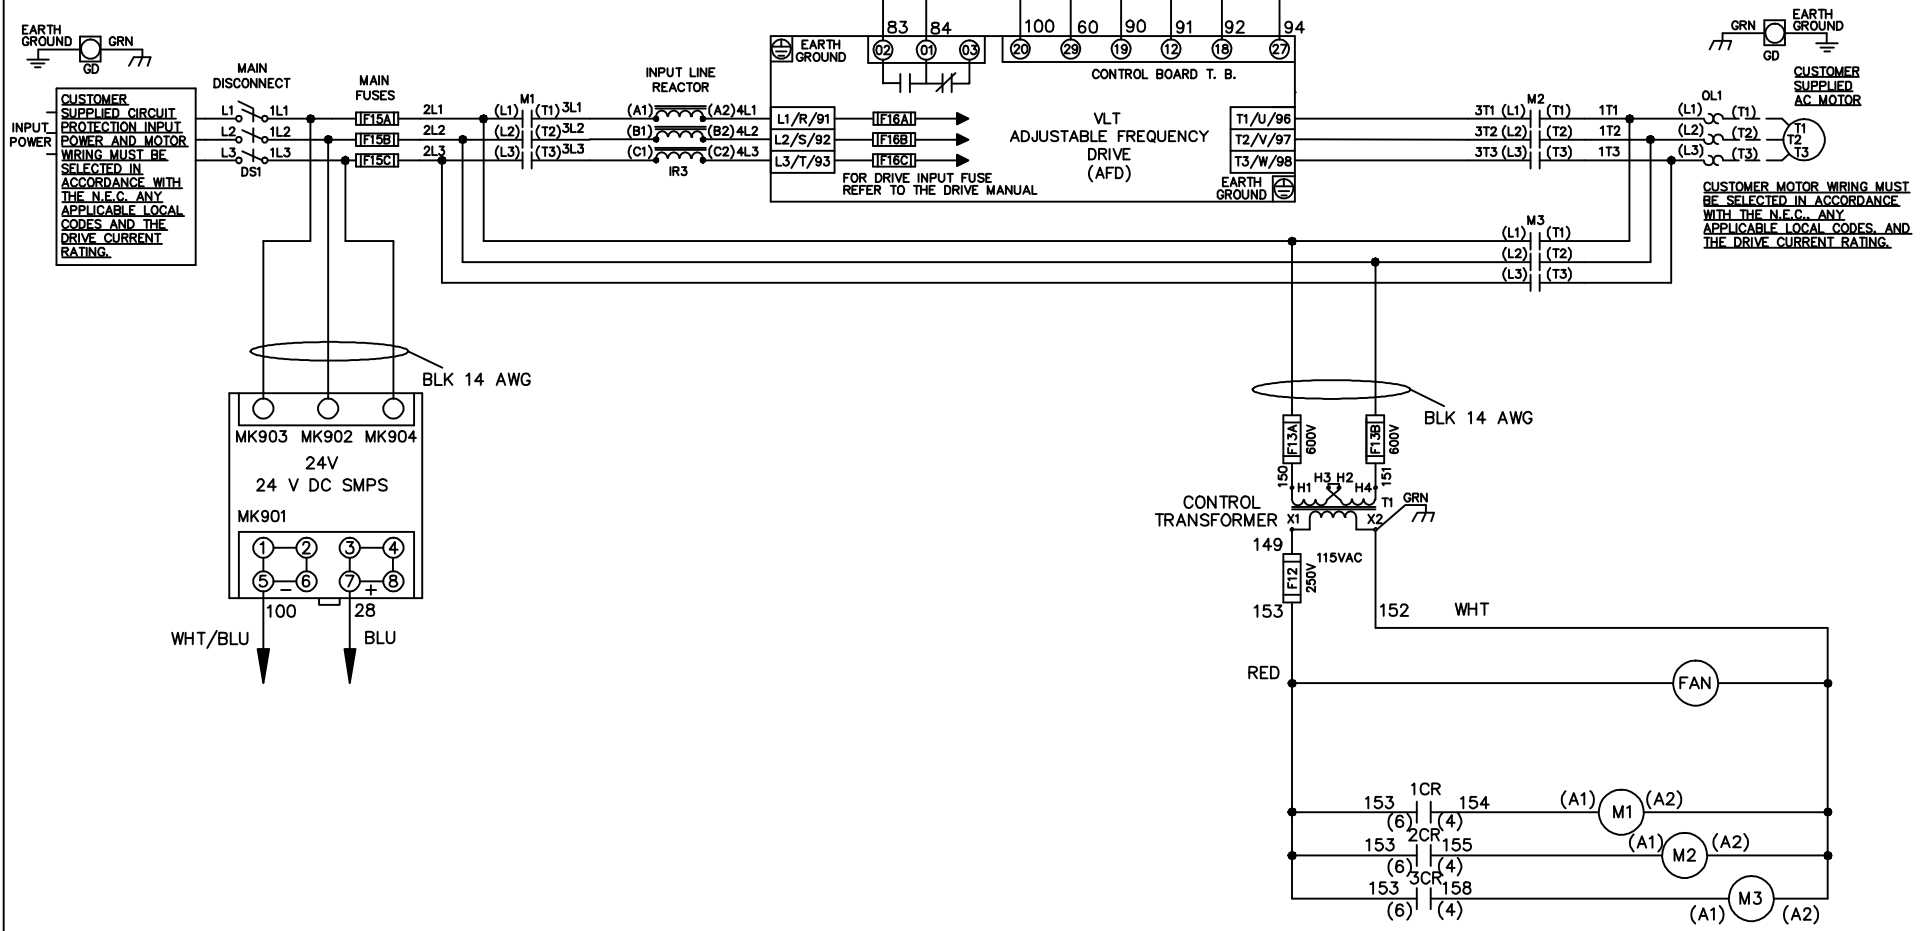 83 84 100 60 90 91 92 94
EARTH
GROUND
GRN
GD
EARTH
GROUND
02 01 03
20 29 19 12 18 27
CONTROL BOARD T. B.
GRN
EARTH
GROUND
GD
MAIN
DISCONNECT
MAIN
FUSES
INPUT LINE
REACTOR
CUSTOMER
SUPPLIED
AC MOTOR
INPUT
POWER
CUSTOMER
SUPPLIED CIRCUIT
PROTECTION INPUT
POWER AND MOTOR
WIRING MUST BE
SELECTED IN
ACCORDANCE WITH
THE N.E.C. ANY
APPLICABLE LOCAL
CODES AND THE
DRIVE CURRENT
RATING.
M1
M2
OL1
L1 1L1 F15A 2L1 (L1) (T1) 3L1 (A1) (A2) 4L1 L1/R/91 F16A T1/U/96 3T1 (L1) (T1) 1T1 (L1) (T1)
L2 1L2 F15B 2L2 (L2) (T2) 3L2 (B1) (B2) 4L2 L2/S/92 F16B T2/V/97 3T2 (L2) (T2) 1T2 (L2) (T2)
L3 1L3 F15C 2L3 (L3) (T3) 3L3 (C1) (C2) 4L3 L3/T/93 F16C T3/W/98 3T3 (L3) (T3) 1T3 (L3) (T3)
T1
T2
T3
DS1
IR3
VLT
ADJUSTABLE FREQUENCY
DRIVE
(AFD)
FOR DRIVE INPUT FUSE
REFER TO THE DRIVE MANUAL
EARTH
GROUND
CUSTOMER MOTOR WIRING MUST
BE SELECTED IN ACCORDANCE
WITH THE N.E.C., ANY
APPLICABLE LOCAL CODES, AND
THE DRIVE CURRENT RATING.
M3
(L1) (T1)
(L2) (T2)
(L3) (T3)
BLK 14 AWG
BLK 14 AWG
MK903 MK902 MK904
24V
24 V DC SMPS
MK901
1 2 3 4
5 - 6 7 + 8
100 28
WHT/BLU
BLU
F13A
600V
F13B
600V
150
151
H1 H3 H2 H4
T1
GRN
CONTROL
TRANSFORMER
X1 X2
149
115VAC
F12
250V
153
152 WHT
RED
FAN
1CR
153 154 (A1) M1 (A2)
(6) (4)
2CR
153 155 (A1) M2 (A2)
(6) (4)
3CR
153 158 M3
(6) (4) (A1) (A2)